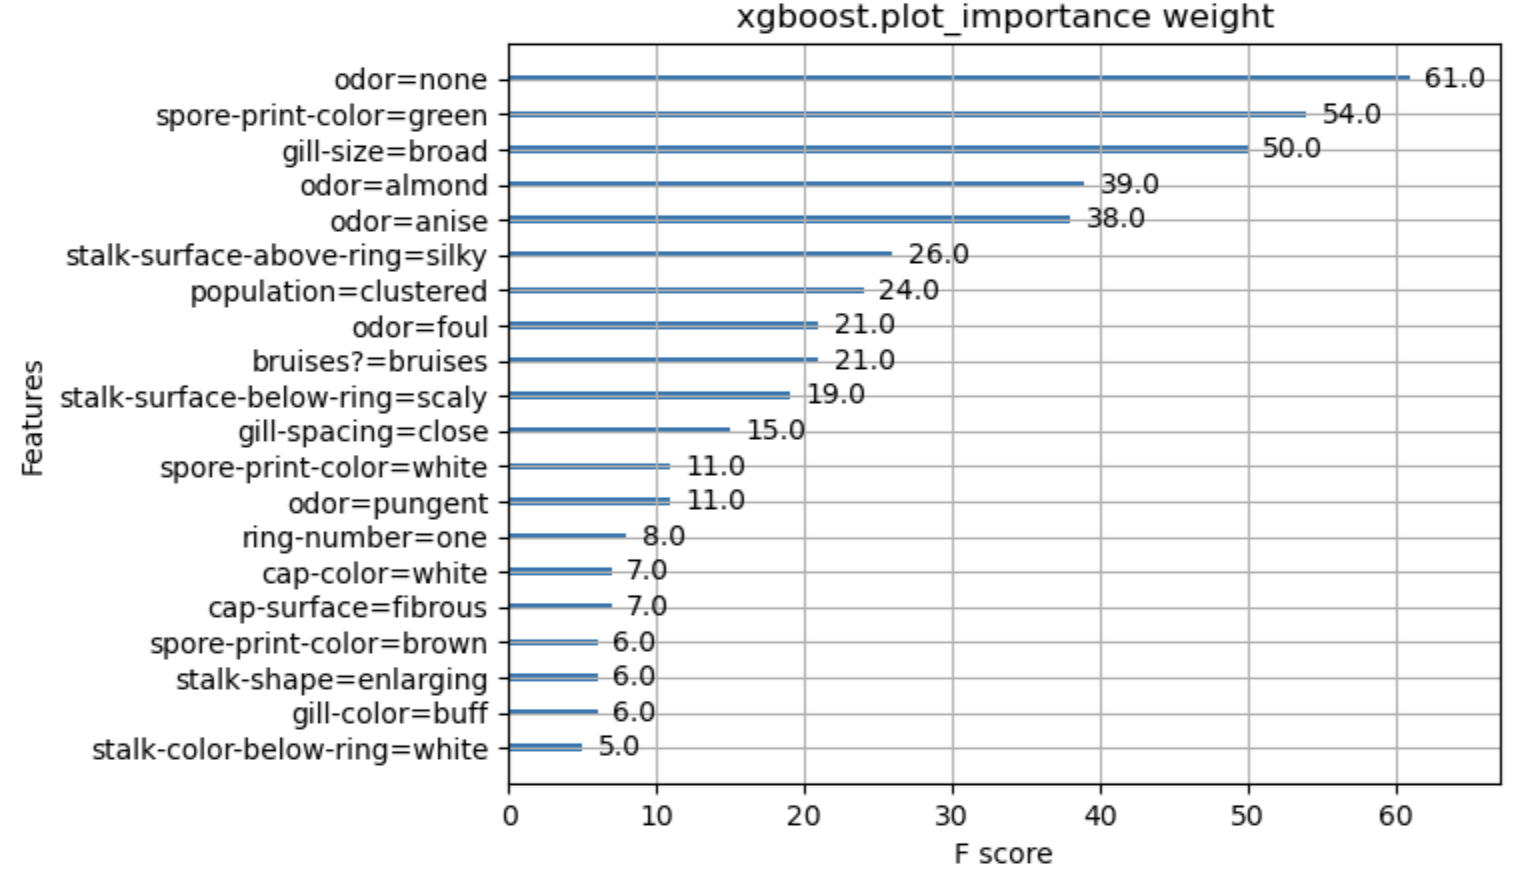 xgboost.plot_importance weight
odor=none 61.0
spore-print-color=green 54.0
gill-size=broad 50.0
odor=almond 39.0
odor=anise 38.0
stalk-surface-above-ring=silky 26.0
population=clustered 24.0
odor=foul 21.0
bruises?=bruises 21.0
stalk-surface-below-ring=scaly 19.0
gill-spacing=close 15.0
spore-print-color=white 11.0
odor=pungent 11.0
ring-number=one 8.0
cap-color=white 7.0
cap-surface=fibrous 7.0
spore-print-color=brown 6.0
stalk-shape=enlarging 6.0
gill-color=buff 6.0
stalk-color-below-ring=white 5.0
Features
0 10 20 30 40 50 60
F score